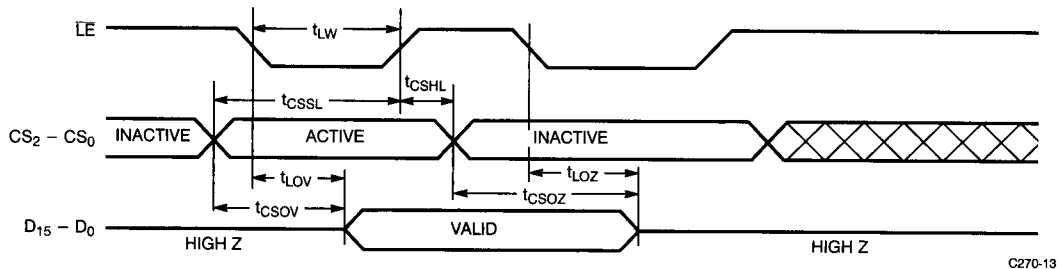 LE
tLW
tCSHL
tCSSL
CS2 – CS0
INACTIVE
ACTIVE
INACTIVE
tLOV
tLOZ
tCSOV
tCSOZ
D15 – D0
HIGH Z
VALID
HIGH Z
C270-13